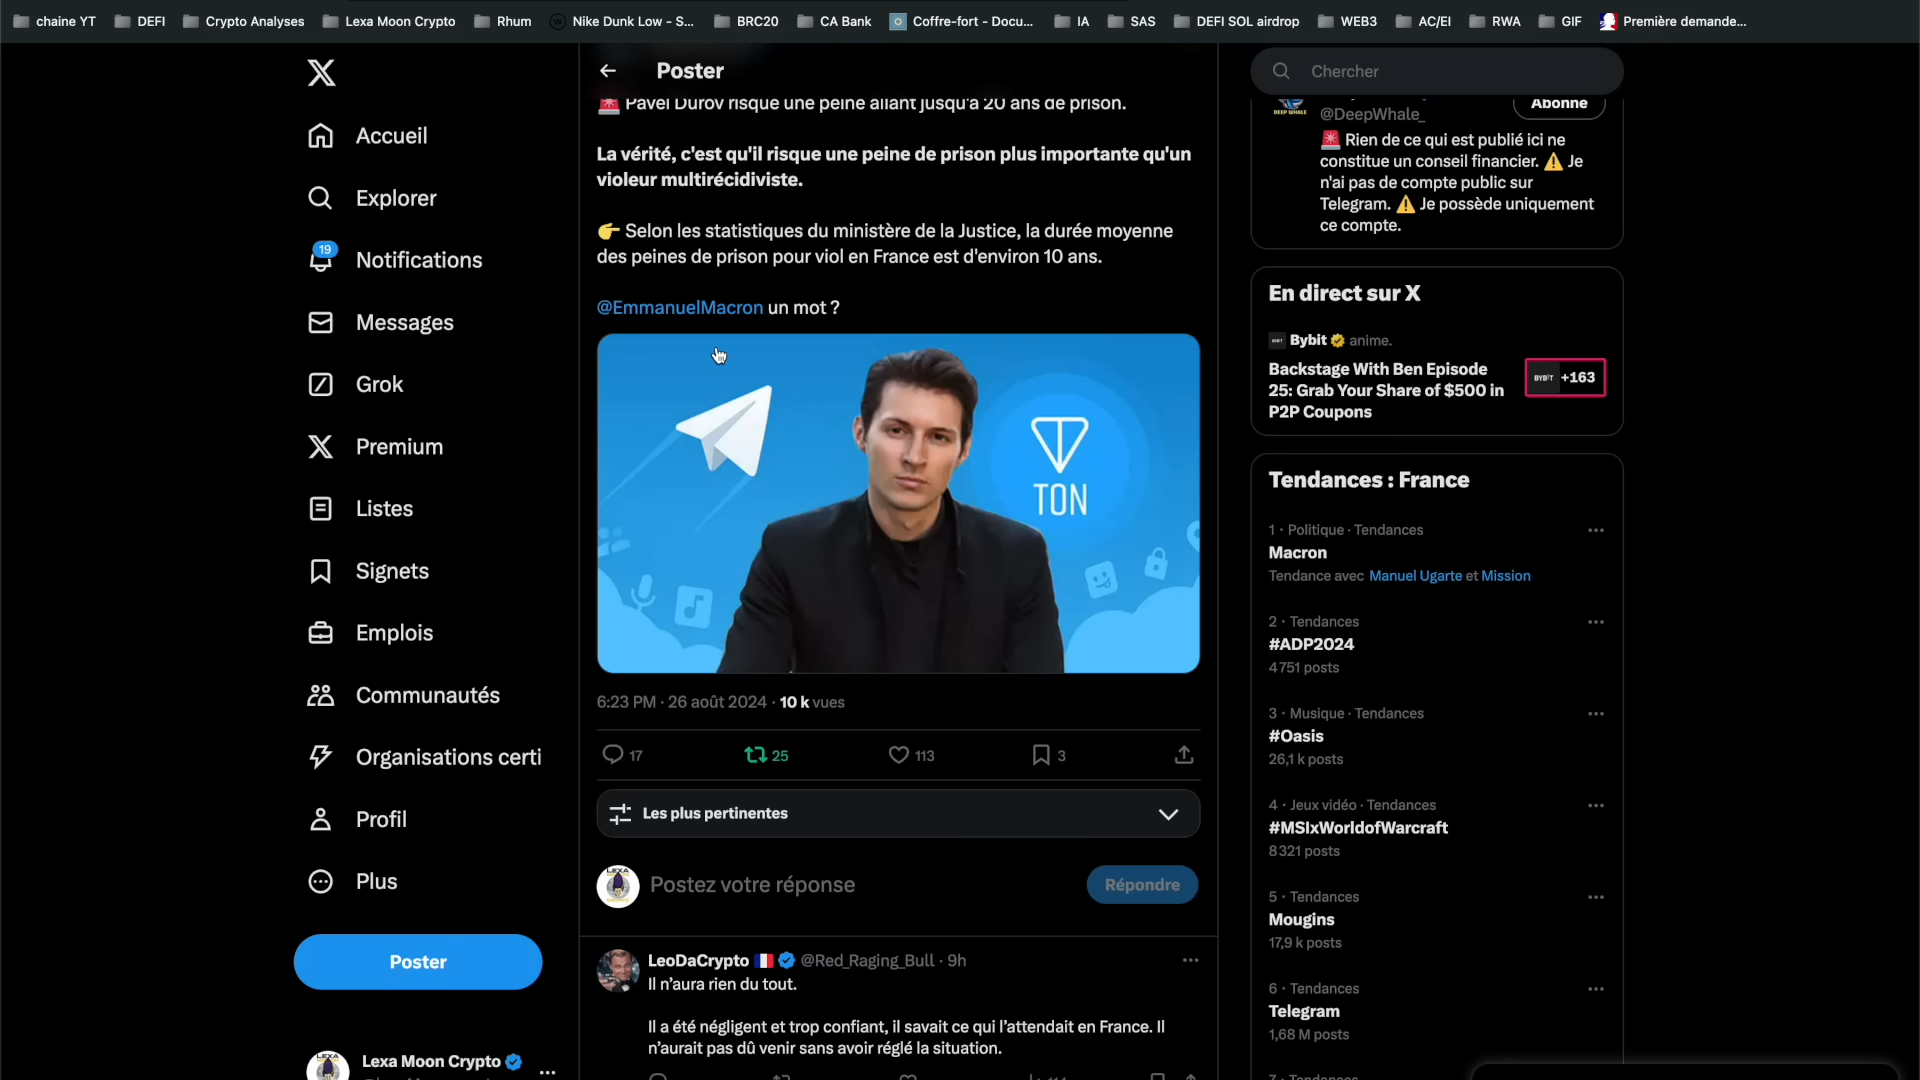 chaine YT
DEFI
Crypto Analyses
Lexa Moon Crypto
Rhum
Nike Dunk Low - S...
BRC20
CA Bank
Coffre-fort - Docu...
IA
SAS
DEFI SOL airdrop
WEB3
AC/EI
RWA
GIF
Première demande...
Accueil
Explorer
19
Notifications
Messages
Grok
Premium
Listes
Signets
Emplois
Communautés
Organisations certi
Profil
Plus
Poster
Lexa Moon Crypto
Poster
Pavel Durov risque une peine allant jusqu'à 20 ans de prison.
La vérité, c'est qu'il risque une peine de prison plus importante qu'un
violeur multirécidiviste.
Selon les statistiques du ministère de la Justice, la durée moyenne
des peines de prison pour viol en France est d'environ 10 ans.
@EmmanuelMacron un mot ?
TON
6:23 PM · 26 août 2024 · 10 k vues
17
25
113
3
Les plus pertinentes
Postez votre réponse
Répondre
LeoDaCrypto @Red_Raging_Bull · 9h
Il n'aura rien du tout.
Il a été négligent et trop confiant, il savait ce qui l'attendait en France. Il
n'aurait pas dû venir sans avoir réglé la situation.
Chercher
Abonné
@DeepWhale_
Rien de ce qui est publié ici ne
constitue un conseil financier. ⚠️ Je
n'ai pas de compte public sur
Telegram. ⚠️ Je possède uniquement
ce compte.
En direct sur X
Bybit anime.
Backstage With Ben Episode
25: Grab Your Share of $500 in
P2P Coupons
BYBIT +163
Tendances : France
1 · Politique · Tendances
Macron
Tendance avec Manuel Ugarte et Mission
2 · Tendances
#ADP2024
4 751 posts
3 · Musique · Tendances
#Oasis
26,1 k posts
4 · Jeux vidéo · Tendances
#MSIxWorldofWarcraft
8 321 posts
5 · Tendances
Mougins
17,9 k posts
6 · Tendances
Telegram
1,68 M posts